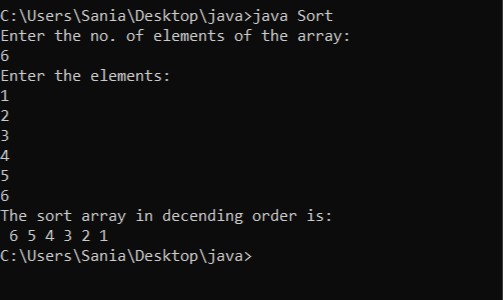 C:\Users\Sania\Desktop\java>java Sort
Enter the no. of elements of the array:
6
Enter the elements:
1
2
3
4
5
6
The sort array in decending order is:
 6 5 4 3 2 1
C:\Users\Sania\Desktop\java>